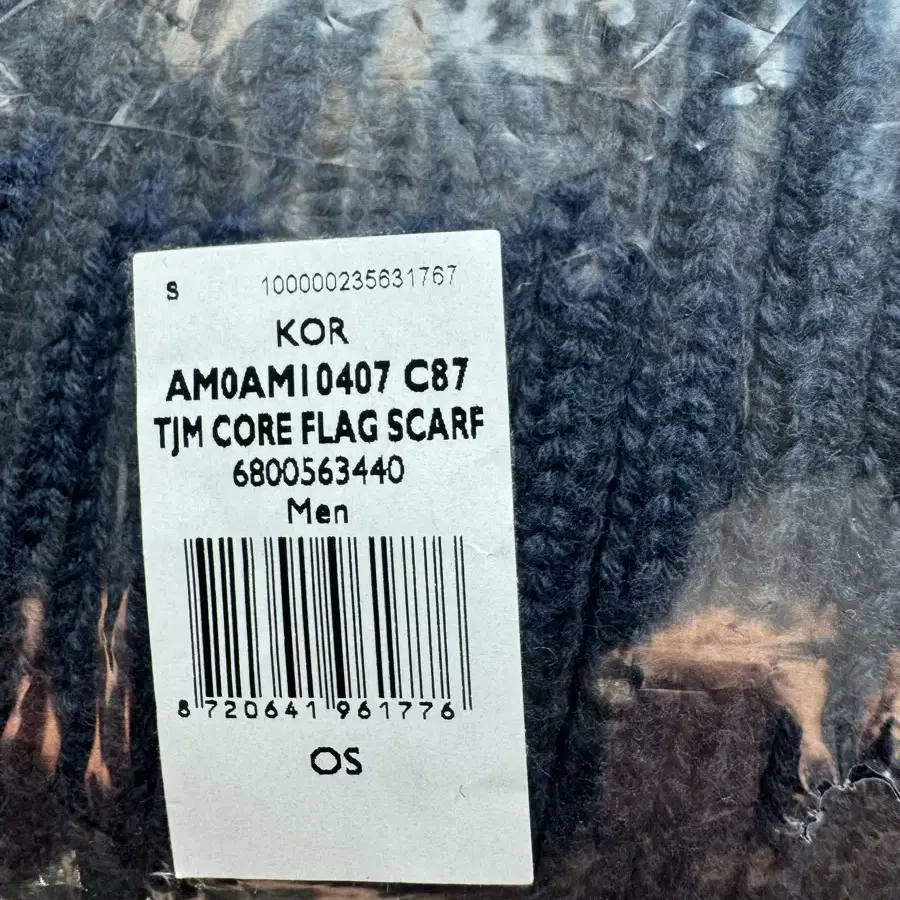 S 100000235631767
KOR
AM0AM10407 C87
TJM CORE FLAG SCARF
6800563440
Men
8 720641 961776
OS